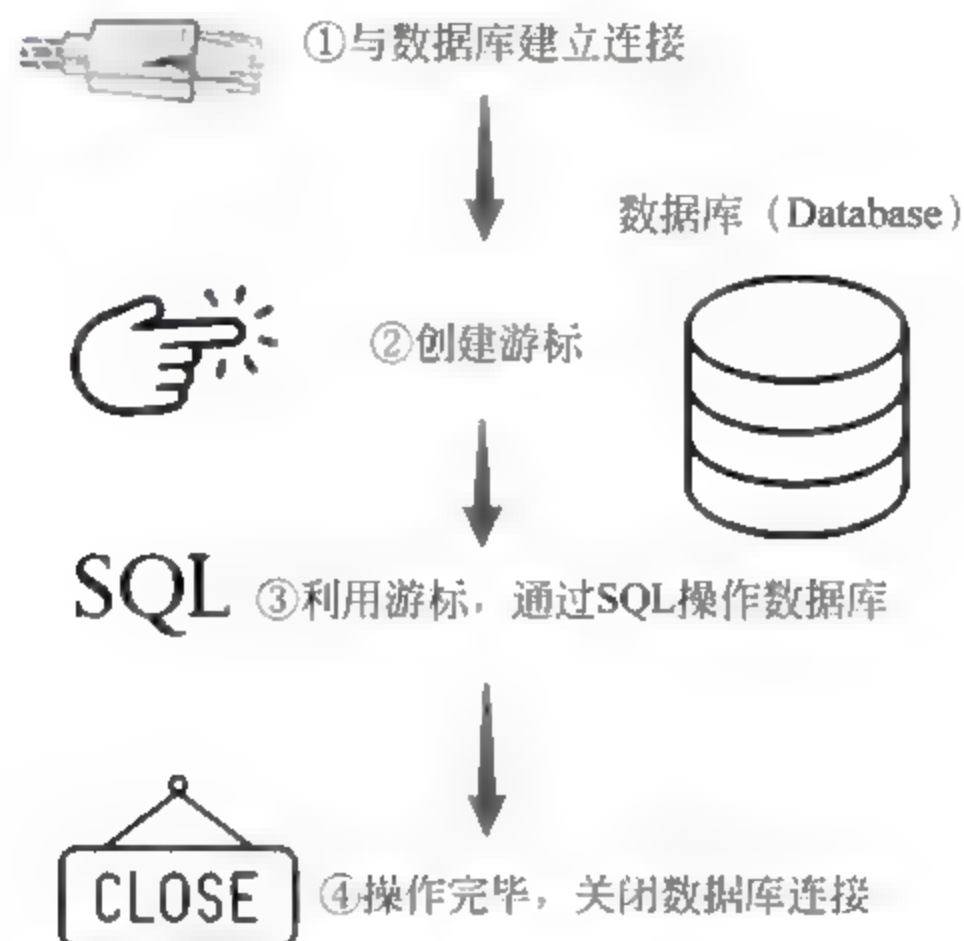 ①与数据库建立连接
数据库（Database）
②创建游标
SQL
③利用游标，通过SQL操作数据库
CLOSE
④操作完毕，关闭数据库连接